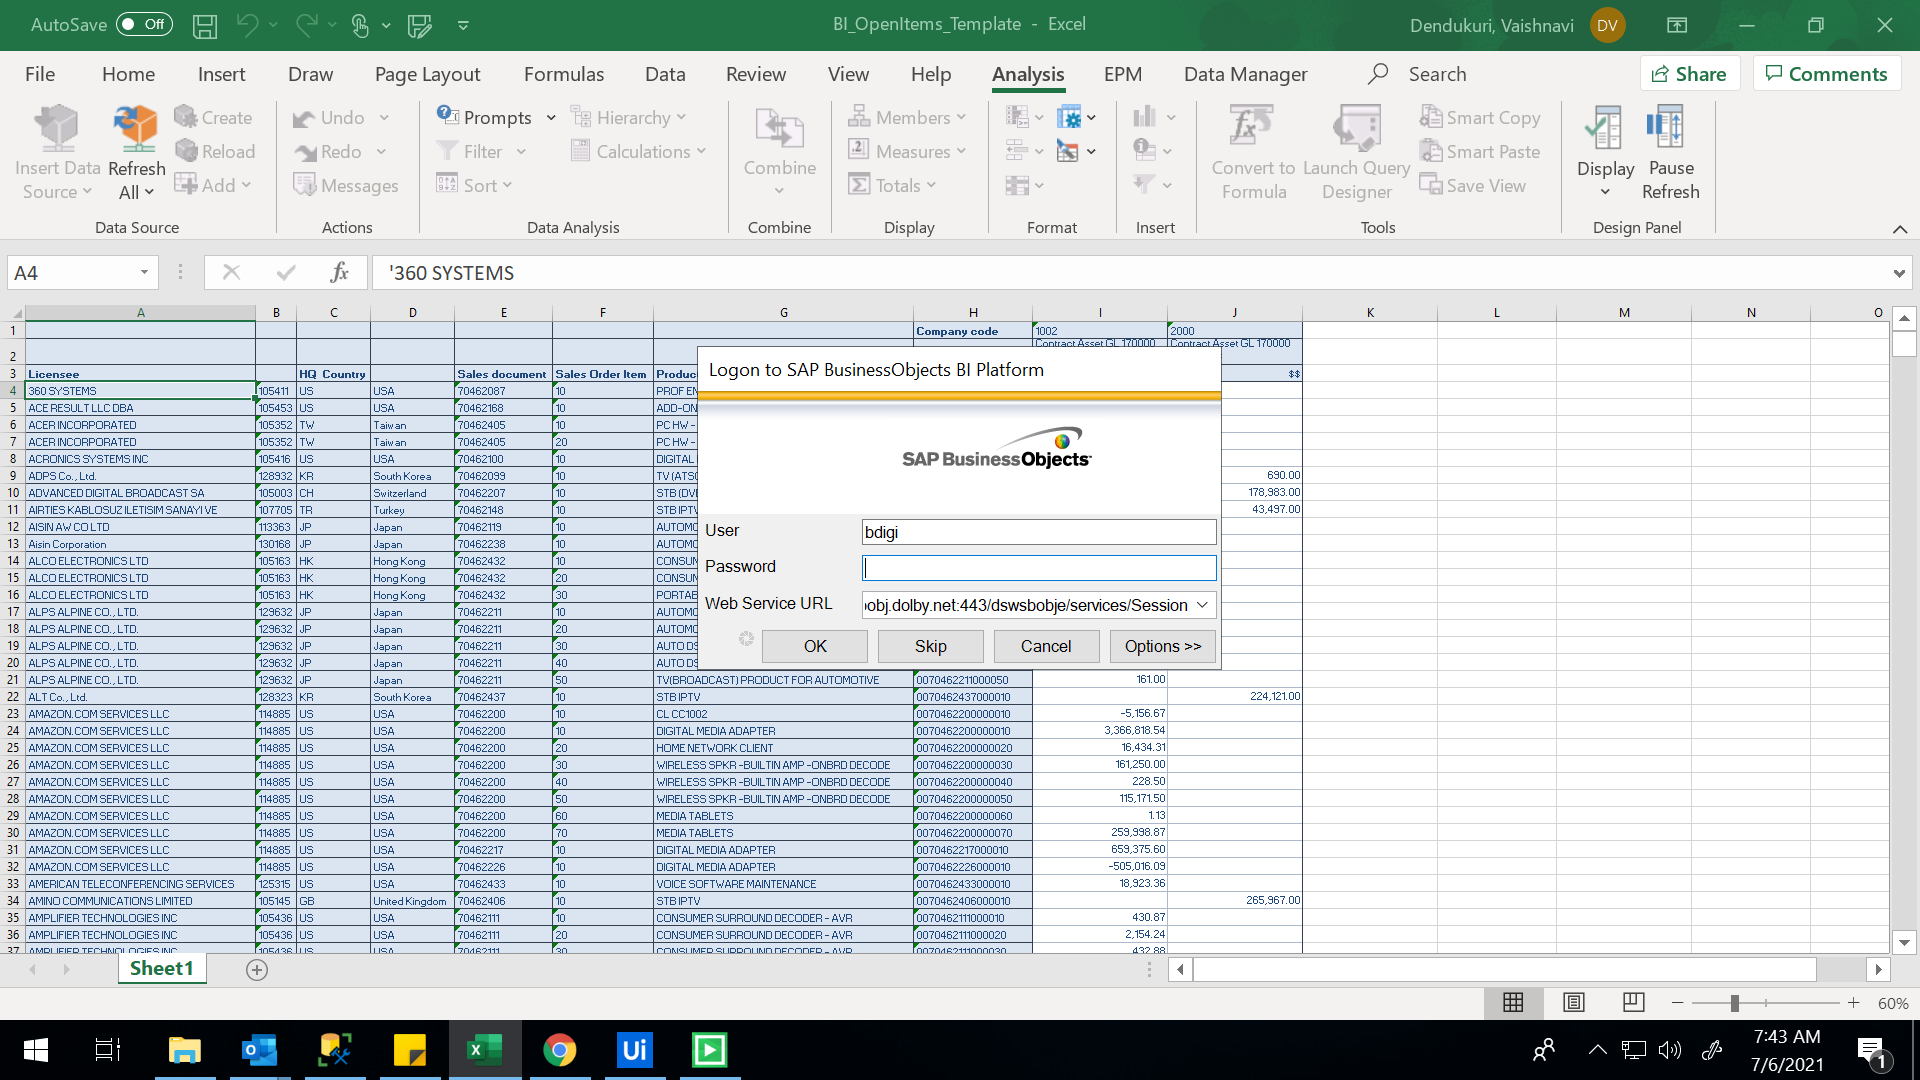 AutoSave Off BI_OpenItems_Template - Excel Dendukuri, Vaishnavi DV
File Home Insert Draw Page Layout Formulas Data Review View Help Analysis EPM Data Manager Search Share Comments
Insert Data Source Refresh All Create Reload Add
Data Source
Undo Redo Messages
Actions
Prompts Filter Sort Hierarchy Calculations
Data Analysis
Combine
Combine
Members Measures Totals
Display
Format
Insert
Convert to Formula Launch Query Designer Smart Copy Smart Paste Save View
Tools
Display Pause Refresh
Design Panel
A4 fx '360 SYSTEMS
A B C D E F G H I J K L M N O
1 Company code 1002 2000
2 Contract Asset GL 170000 Contract Asset GL 170000
3 Licensee HQ Country Sales document Sales Order Item Produc $$
4 360 SYSTEMS 105411 US USA 70462087 10 PROF EN
5 ACE RESULT LLC DBA 105453 US USA 70462168 10 ADD-ON
6 ACER INCORPORATED 105352 TW Taiwan 70462405 10 PC HW -
7 ACER INCORPORATED 105352 TW Taiwan 70462405 20 PC HW -
8 ACRONICS SYSTEMS INC 105416 US USA 70462100 10 DIGITAL
9 ADPS Co., Ltd. 128932 KR South Korea 70462099 10 TV (ATSC 690.00
10 ADVANCED DIGITAL BROADCAST SA 105003 CH Switzerland 70462207 10 STB (DVB 178,983.00
11 AIRTIES KABLOSUZ ILETISIM SANAYI VE 107705 TR Turkey 70462148 10 STB IPTV 43,497.00
12 AISIN AW CO LTD 113363 JP Japan 70462119 10 AUTOMO
13 Aisin Corporation 130168 JP Japan 70462238 10 AUTOMO
14 ALCO ELECTRONICS LTD 105163 HK Hong Kong 70462432 10 CONSUM
15 ALCO ELECTRONICS LTD 105163 HK Hong Kong 70462432 20 CONSUM
16 ALCO ELECTRONICS LTD 105163 HK Hong Kong 70462432 30 PORTAB
17 ALPS ALPINE CO., LTD. 129632 JP Japan 70462211 10 AUTOMO
18 ALPS ALPINE CO., LTD. 129632 JP Japan 70462211 20 AUTOMO
19 ALPS ALPINE CO., LTD. 129632 JP Japan 70462211 30 AUTO DS
20 ALPS ALPINE CO., LTD. 129632 JP Japan 70462211 40 AUTO DS
21 ALPS ALPINE CO., LTD. 129632 JP Japan 70462211 50 TV(BROADCAST) PRODUCT FOR AUTOMOTIVE 0070462211000050 161.00
22 ALT Co., Ltd. 128323 KR South Korea 70462437 10 STB IPTV 0070462437000010 224,121.00
23 AMAZON.COM SERVICES LLC 114885 US USA 70462200 10 CL CC1002 0070462200000010 -5,156.67
24 AMAZON.COM SERVICES LLC 114885 US USA 70462200 10 DIGITAL MEDIA ADAPTER 0070462200000010 3,366,818.54
25 AMAZON.COM SERVICES LLC 114885 US USA 70462200 20 HOME NETWORK CLIENT 0070462200000020 16,434.31
26 AMAZON.COM SERVICES LLC 114885 US USA 70462200 30 WIRELESS SPKR -BUILTIN AMP -ONBRD DECODE 0070462200000030 161,250.00
27 AMAZON.COM SERVICES LLC 114885 US USA 70462200 40 WIRELESS SPKR -BUILTIN AMP -ONBRD DECODE 0070462200000040 228.50
28 AMAZON.COM SERVICES LLC 114885 US USA 70462200 50 WIRELESS SPKR -BUILTIN AMP -ONBRD DECODE 0070462200000050 115,171.50
29 AMAZON.COM SERVICES LLC 114885 US USA 70462200 60 MEDIA TABLETS 0070462200000060 1.13
30 AMAZON.COM SERVICES LLC 114885 US USA 70462200 70 MEDIA TABLETS 0070462200000070 259,998.87
31 AMAZON.COM SERVICES LLC 114885 US USA 70462217 10 DIGITAL MEDIA ADAPTER 0070462217000010 659,375.60
32 AMAZON.COM SERVICES LLC 114885 US USA 70462226 10 DIGITAL MEDIA ADAPTER 0070462226000010 -505,016.09
33 AMERICAN TELECONFERENCING SERVICES 125315 US USA 70462433 10 VOICE SOFTWARE MAINTENANCE 0070462433000010 18,923.36
34 AMINO COMMUNICATIONS LIMITED 105145 GB United Kingdom 70462406 10 STB IPTV 0070462406000010 265,967.00
35 AMPLIFIER TECHNOLOGIES INC 105436 US USA 70462111 10 CONSUMER SURROUND DECODER - AVR 0070462111000010 430.87
36 AMPLIFIER TECHNOLOGIES INC 105436 US USA 70462111 20 CONSUMER SURROUND DECODER - AVR 0070462111000020 2,154.24
37 AMPLIFIER TECHNOLOGIES INC 105436 US USA 70462111 30 CONSUMER SURROUND DECODER - AVR 0070462111000030 432.88
Logon to SAP BusinessObjects BI Platform
SAP BusinessObjects
User bdigi
Password
Web Service URL obj.dolby.net:443/dswsbobje/services/Session
OK Skip Cancel Options >>
Sheet1
60%
Ui
7:43 AM
7/6/2021
1